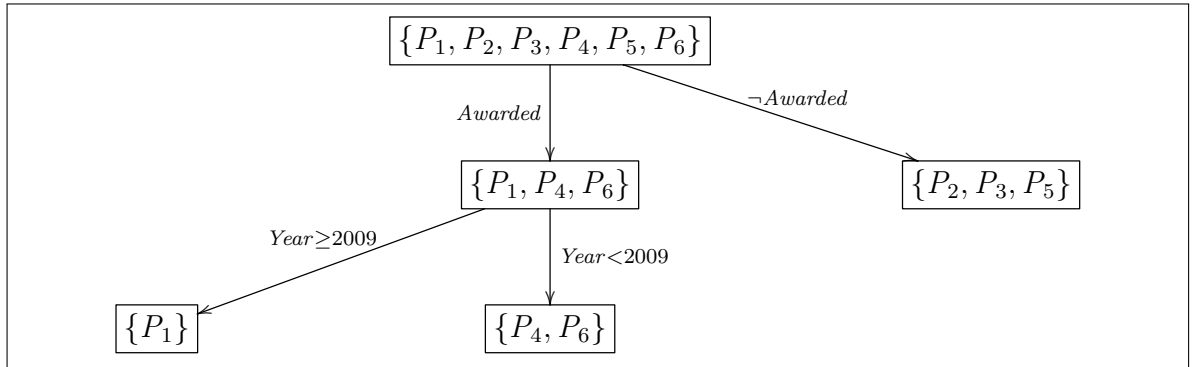 {P₁, P₂, P₃, P₄, P₅, P₆}
Awarded
¬Awarded
{P₁, P₄, P₆}
{P₂, P₃, P₅}
Year≥2009
Year<2009
{P₁}
{P₄, P₆}